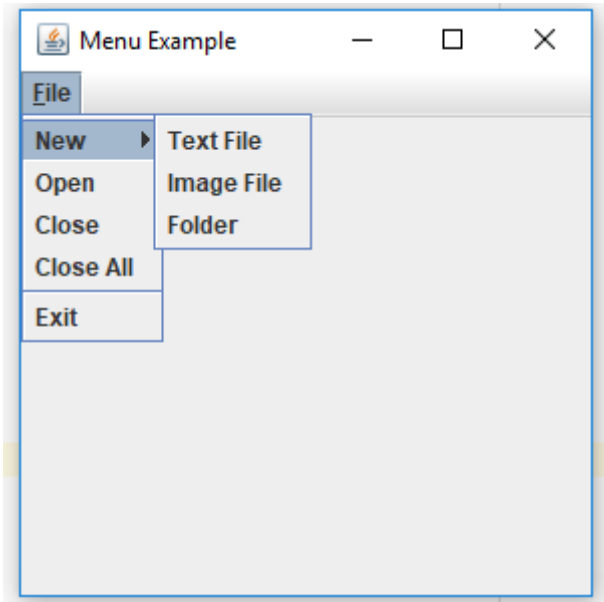 Menu Example
File
New
Text File
Open
Image File
Close
Folder
Close All
Exit